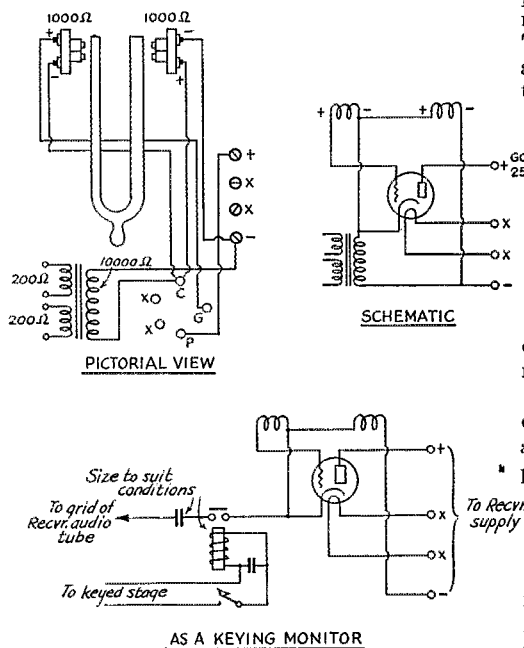 1000Ω 1000Ω
+ -
- +
+
X
X
-
200Ω 10000Ω
200Ω
X C
G
X P
PICTORIAL VIEW
+ - + -
+
X
X
-
SCHEMATIC
Size to suit
conditions
To grid of
Recvr. audio
tube
To keyed stage
+
X
X
-
To Recvr
supply
AS A KEYING MONITOR